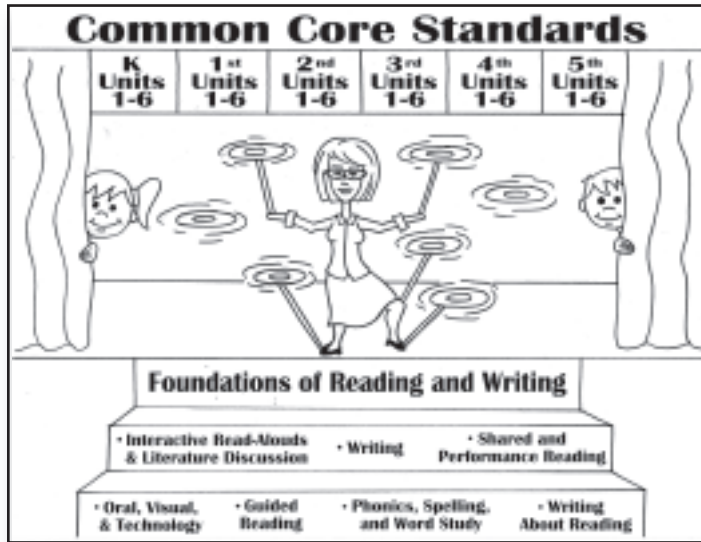 Common Core Standards
K
Units
1-6
1st
Units
1-6
2nd
Units
1-6
3rd
Units
1-6
4th
Units
1-6
5th
Units
1-6
Foundations of Reading and Writing
• Interactive Read-Alouds
& Literature Discussion
• Writing
• Shared and
Performance Reading
• Oral, Visual,
& Technology
• Guided
Reading
• Phonics, Spelling,
and Word Study
• Writing
About Reading